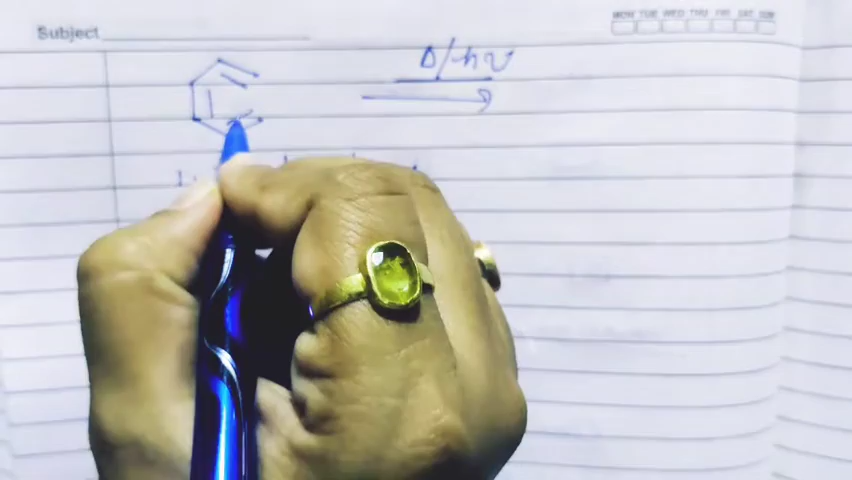 MON TUE WED THU FRI SAT SUN
Subject
Δ/hν